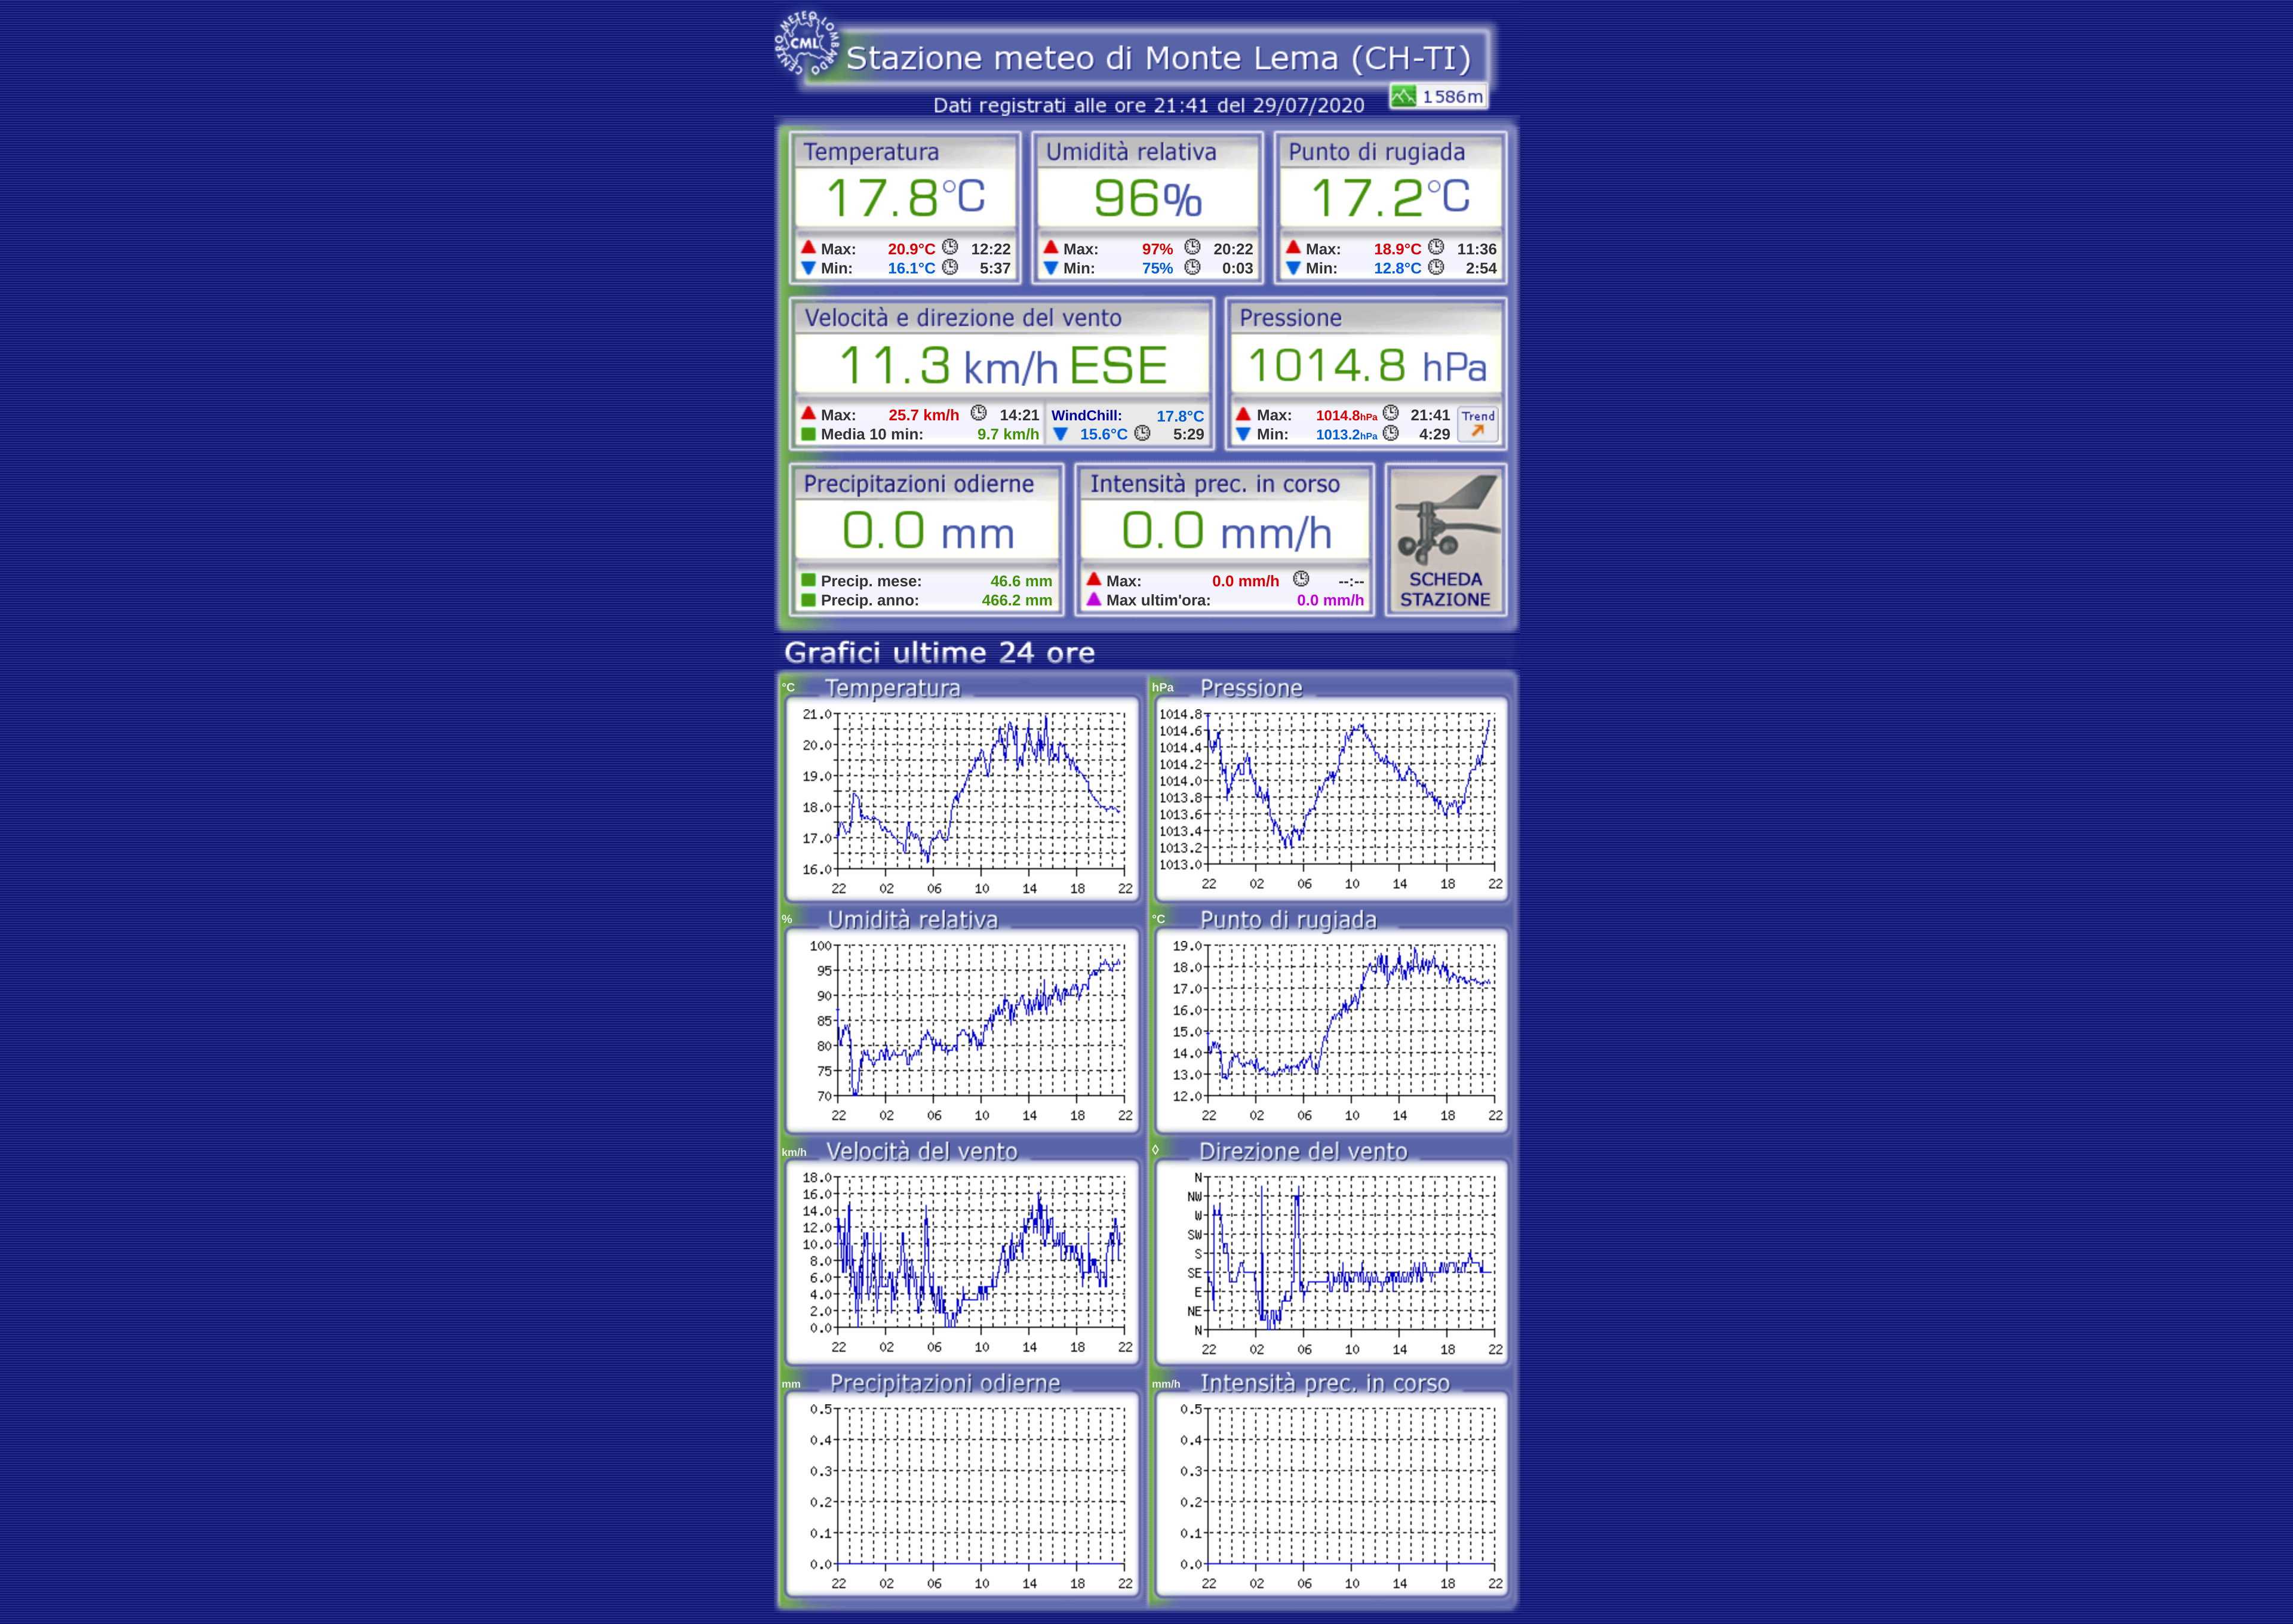 CENTRO METEO LOMBARDO
CML
Stazione meteo di Monte Lema (CH-TI)
Dati registrati alle ore 21:41 del 29/07/2020
1586m
Temperatura
17.8°C
Max: 20.9°C 12:22
Min: 16.1°C 5:37
Umidità relativa
96%
Max: 97% 20:22
Min: 75% 0:03
Punto di rugiada
17.2°C
Max: 18.9°C 11:36
Min: 12.8°C 2:54
Velocità e direzione del vento
11.3 km/h ESE
Max: 25.7 km/h 14:21
Media 10 min: 9.7 km/h
WindChill: 17.8°C
15.6°C 5:29
Pressione
1014.8 hPa
Max: 1014.8hPa 21:41
Min: 1013.2hPa 4:29
Trend
Precipitazioni odierne
0.0 mm
Precip. mese: 46.6 mm
Precip. anno: 466.2 mm
Intensità prec. in corso
0.0 mm/h
Max: 0.0 mm/h --:--
Max ultim'ora: 0.0 mm/h
SCHEDA
STAZIONE
Grafici ultime 24 ore
°C Temperatura
21.0
20.0
19.0
18.0
17.0
16.0
22 02 06 10 14 18 22
hPa Pressione
1014.8
1014.6
1014.4
1014.2
1014.0
1013.8
1013.6
1013.4
1013.2
1013.0
22 02 06 10 14 18 22
% Umidità relativa
100
95
90
85
80
75
70
22 02 06 10 14 18 22
°C Punto di rugiada
19.0
18.0
17.0
16.0
15.0
14.0
13.0
12.0
22 02 06 10 14 18 22
km/h Velocità del vento
18.0
16.0
14.0
12.0
10.0
8.0
6.0
4.0
2.0
0.0
22 02 06 10 14 18 22
◊ Direzione del vento
N
NW
W
SW
S
SE
E
NE
N
22 02 06 10 14 18 22
mm Precipitazioni odierne
0.5
0.4
0.3
0.2
0.1
0.0
22 02 06 10 14 18 22
mm/h Intensità prec. in corso
0.5
0.4
0.3
0.2
0.1
0.0
22 02 06 10 14 18 22